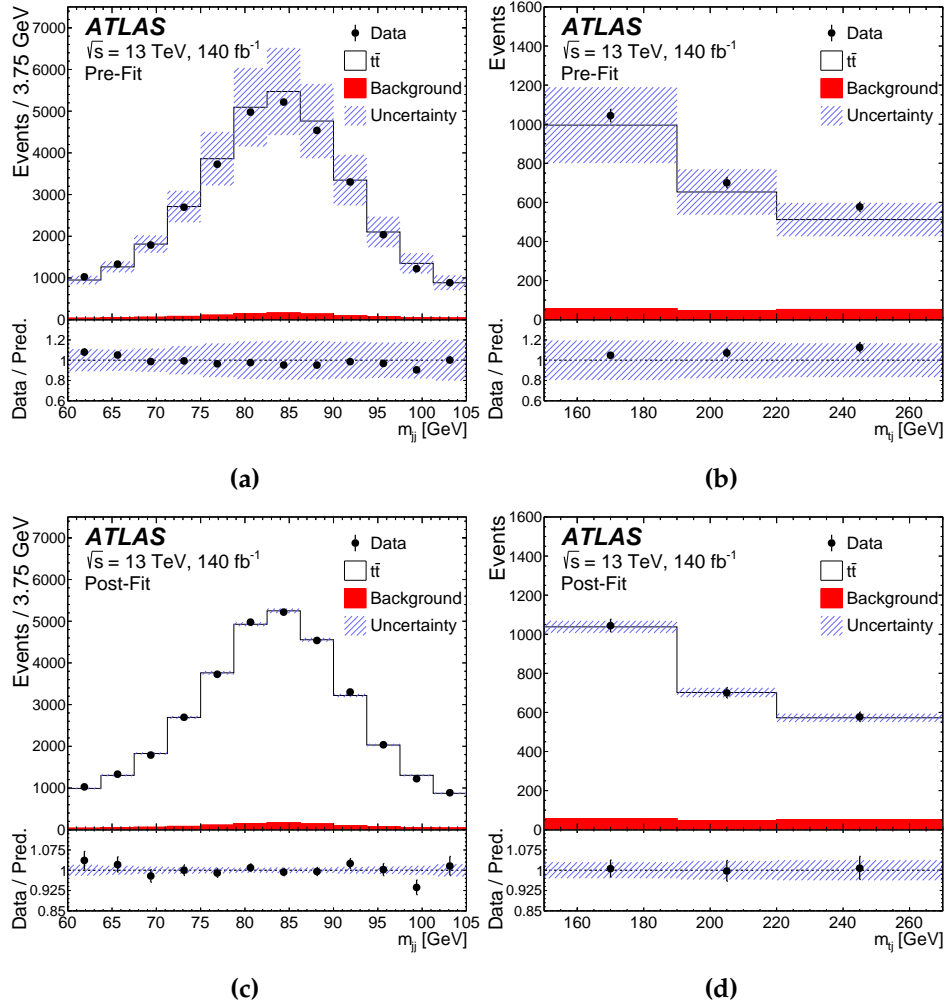 7000
6000
5000
4000
3000
2000
1000
0
Events / 3.75 GeV
ATLAS
√s = 13 TeV, 140 fb-1
Pre-Fit
Data
tt̄
Background
Uncertainty
1.2
1
0.8
0.6
Data / Pred.
60 65 70 75 80 85 90 95 100 105
mjj [GeV]
(a)
1600
1400
1200
1000
800
600
400
200
0
Events
ATLAS
√s = 13 TeV, 140 fb-1
Pre-Fit
Data
tt̄
Background
Uncertainty
1.2
1
0.8
0.6
Data / Pred.
160 180 200 220 240 260
mtj [GeV]
(b)
7000
6000
5000
4000
3000
2000
1000
0
Events / 3.75 GeV
ATLAS
√s = 13 TeV, 140 fb-1
Post-Fit
Data
tt̄
Background
Uncertainty
1.075
1
0.925
0.85
Data / Pred.
60 65 70 75 80 85 90 95 100 105
mjj [GeV]
(c)
1600
1400
1200
1000
800
600
400
200
0
Events
ATLAS
√s = 13 TeV, 140 fb-1
Post-Fit
Data
tt̄
Background
Uncertainty
1.075
1
0.925
0.85
Data / Pred.
160 180 200 220 240 260
mtj [GeV]
(d)